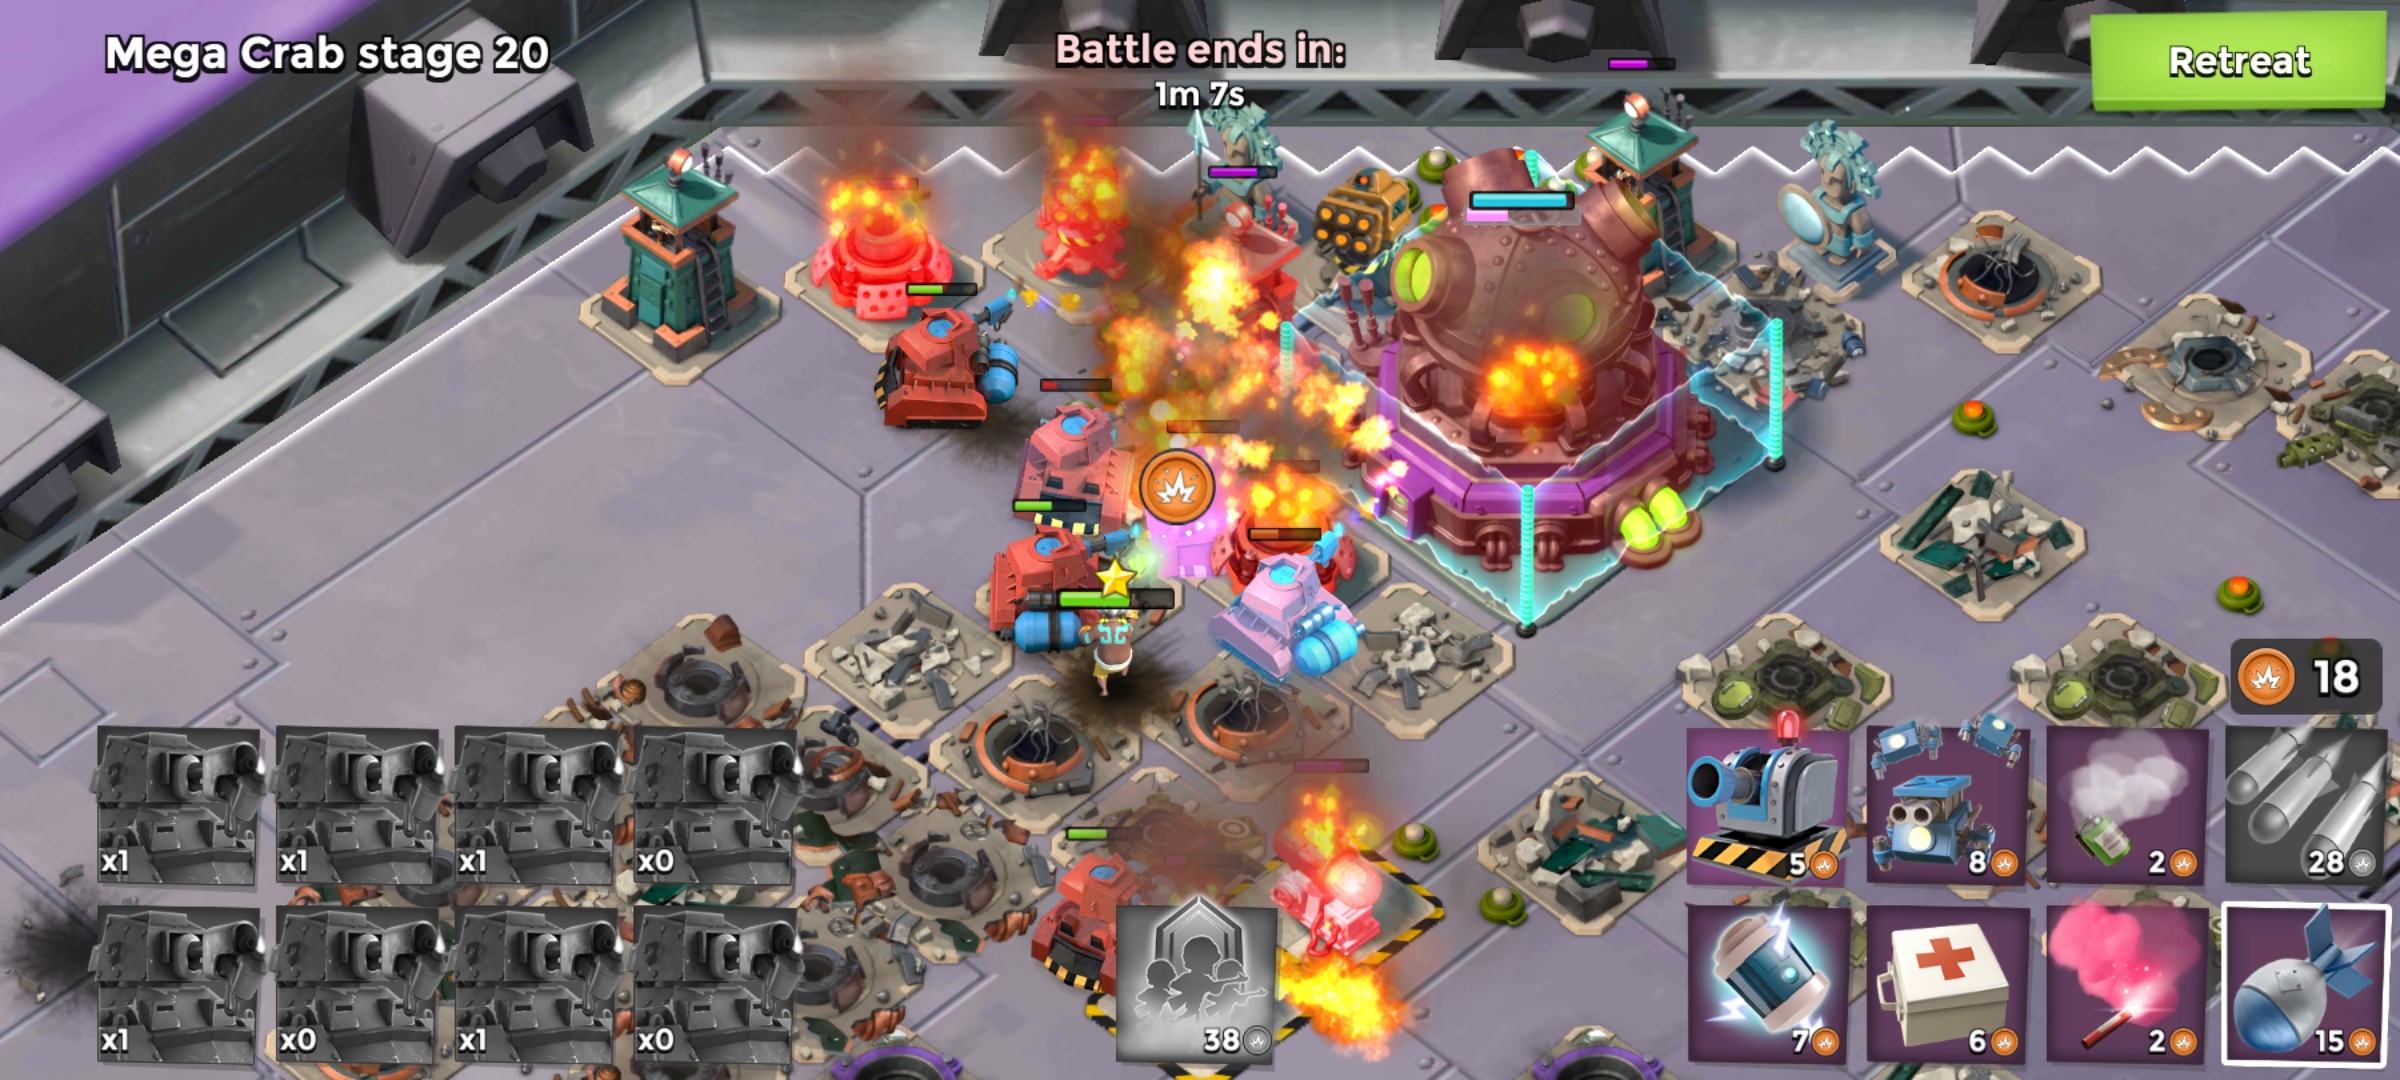 Mega Crab stage 20
Battle ends in:
1m 7s
Retreat
18
x1
x1
x1
x0
5
8
2
28
x1
x0
x1
x0
38
7
6
2
15